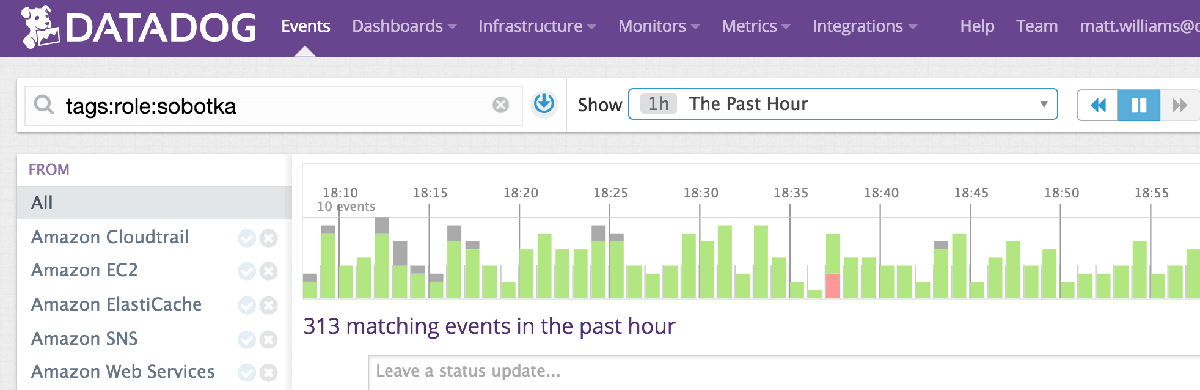 DATADOG Events Dashboards Infrastructure Monitors Metrics Integrations Help Team matt.williams@
tags:role:sobotka Show 1h The Past Hour
FROM
All
Amazon Cloudtrail
Amazon EC2
Amazon ElastiCache
Amazon SNS
Amazon Web Services
18:10 18:15 18:20 18:25 18:30 18:35 18:40 18:45 18:50 18:55
10 events
313 matching events in the past hour
Leave a status update...